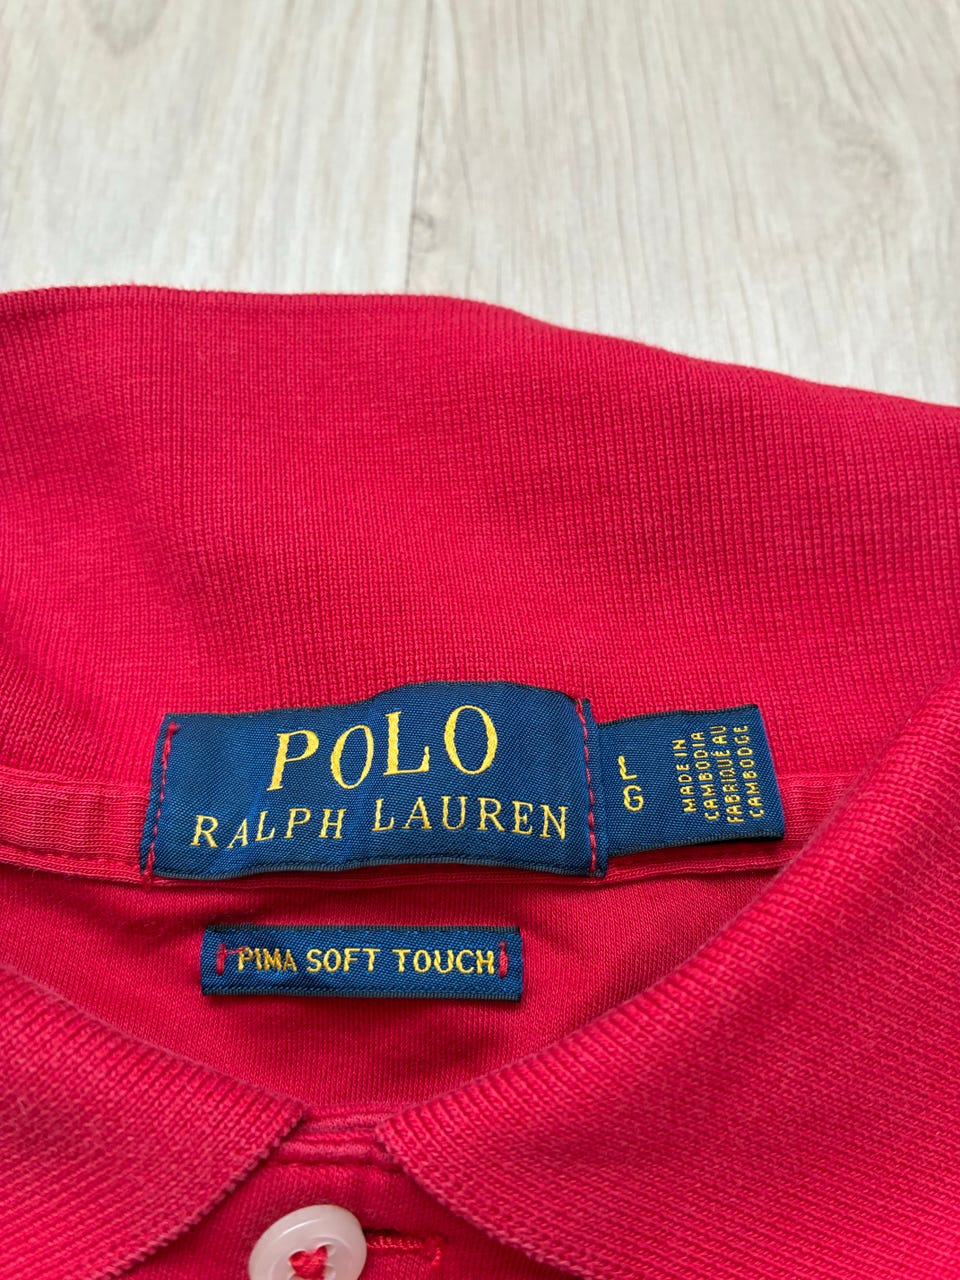 POLO
RALPH LAUREN
L
G
MADE IN
CAMBODIA
FABRIQUÉ AU
CAMBODGE
PIMA SOFT TOUCH